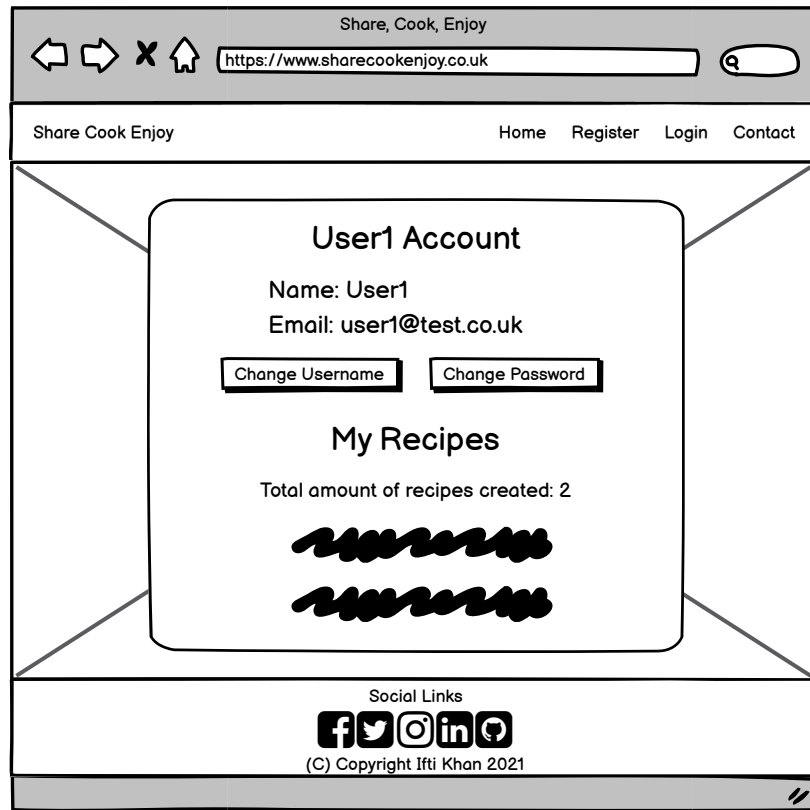 Share, Cook, Enjoy
https://www.sharecookenjoy.co.uk
Share Cook Enjoy Home Register Login Contact
User1 Account
Name: User1
Email: user1@test.co.uk
Change Username Change Password
My Recipes
Total amount of recipes created: 2
Social Links
(C) Copyright Ifti Khan 2021